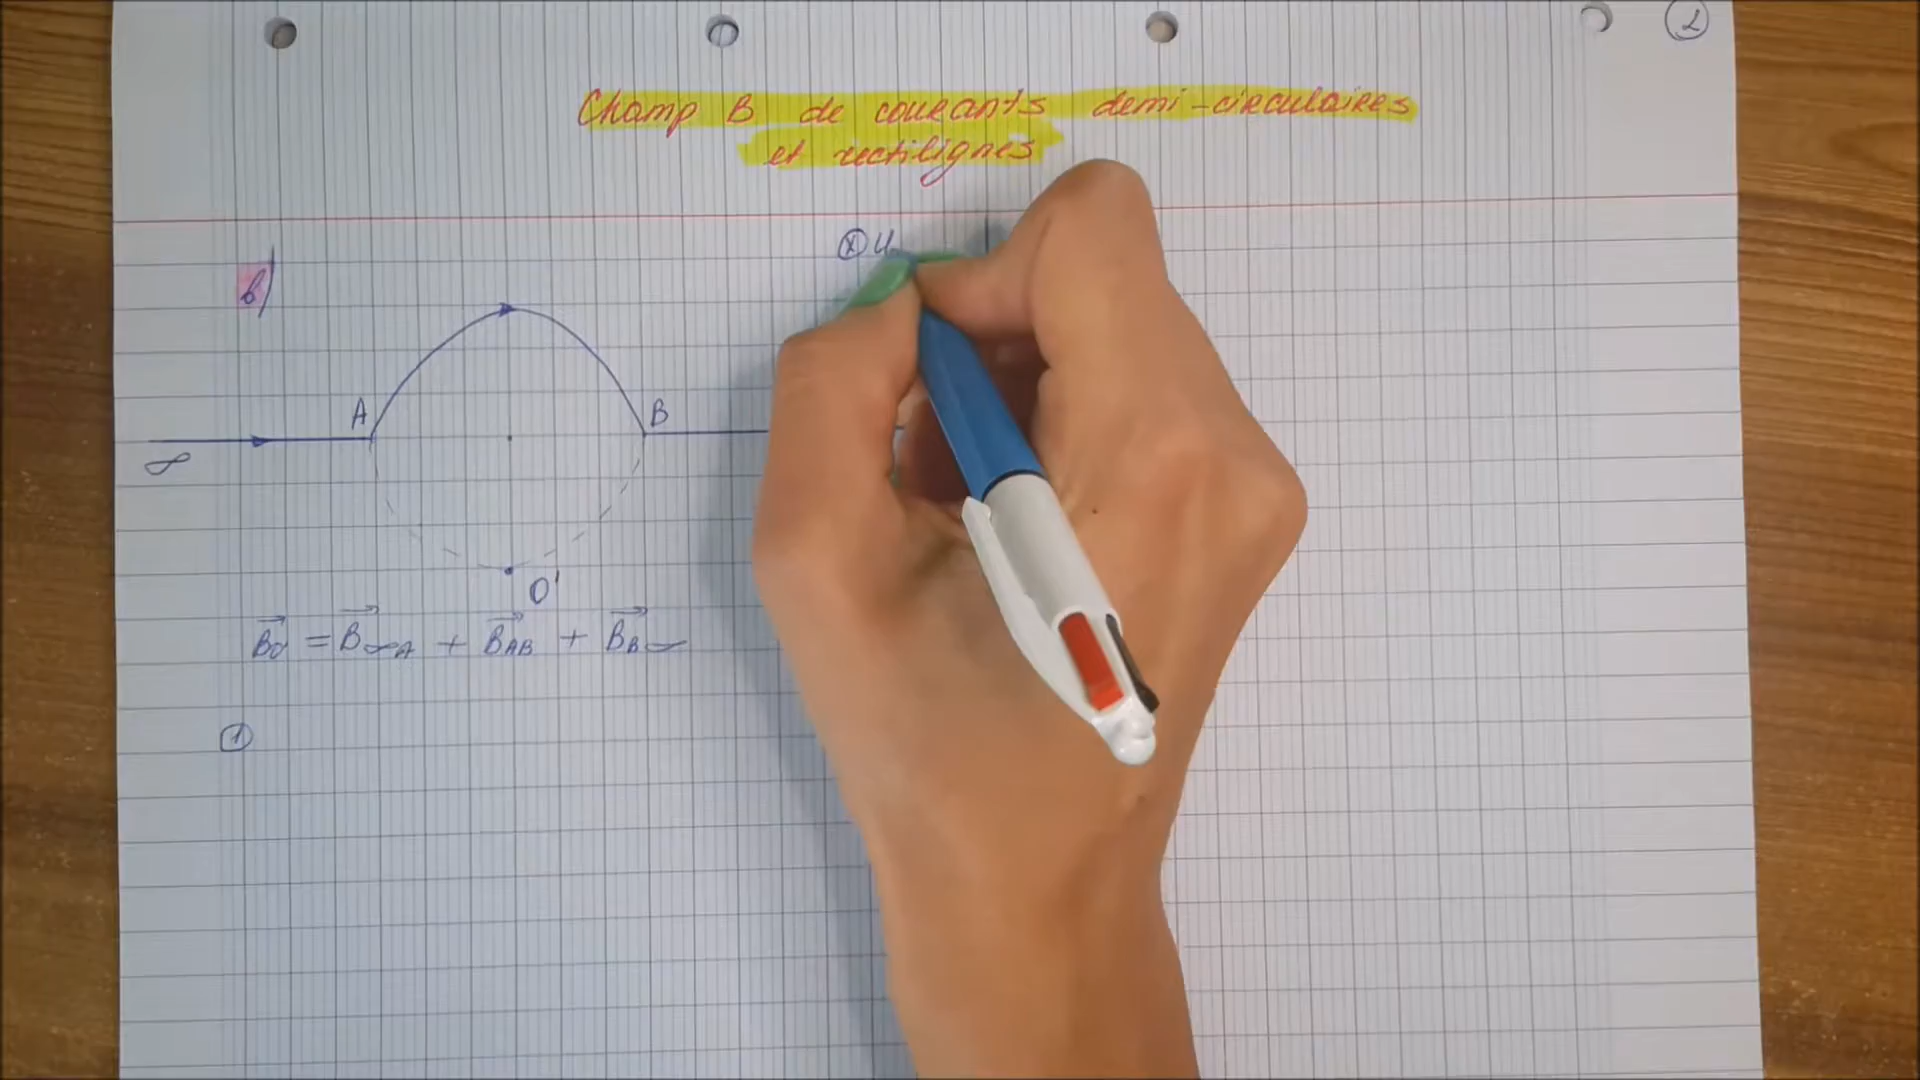 2
Champ B de courants demi-circulaires
et rectilignes
b)
A
B
∞
O'
B⃗O' = B⃗∞A + B⃗AB + B⃗B∞
①